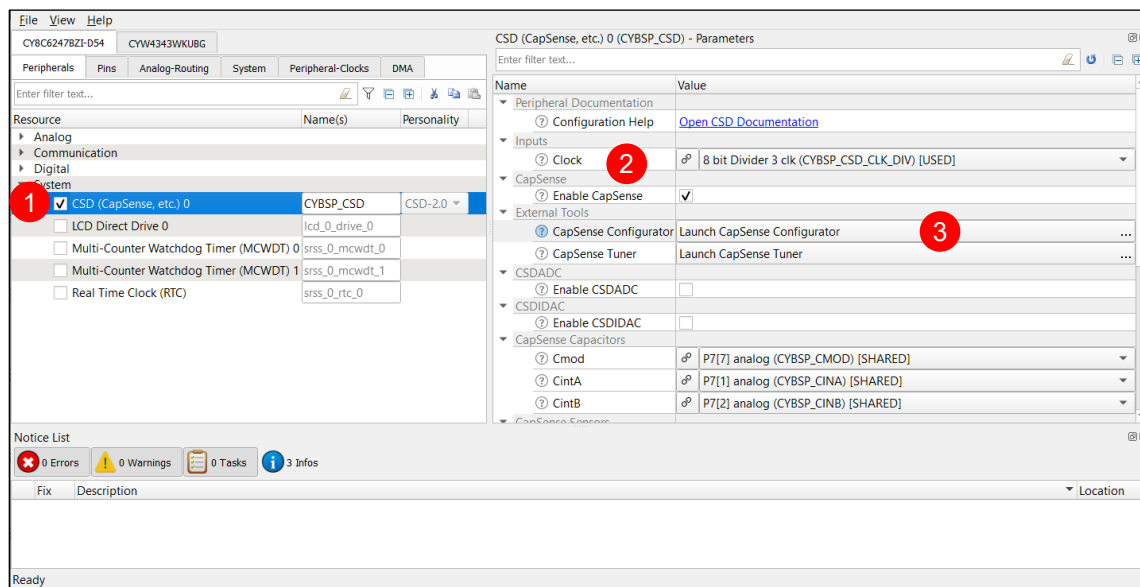 File View Help
CY8C6247BZI-D54 CYW4343WKUBG
Peripherals Pins Analog-Routing System Peripheral-Clocks DMA
Enter filter text...
Resource Name(s) Personality
Analog
Communication
Digital
System
1 CSD (CapSense, etc.) 0 CYBSP_CSD CSD-2.0
LCD Direct Drive 0 lcd_0_drive_0
Multi-Counter Watchdog Timer (MCWDT) 0 srss_0_mcwdt_0
Multi-Counter Watchdog Timer (MCWDT) 1 srss_0_mcwdt_1
Real Time Clock (RTC) srss_0_rtc_0
CSD (CapSense, etc.) 0 (CYBSP_CSD) - Parameters
Enter filter text...
Name Value
Peripheral Documentation
Configuration Help Open CSD Documentation
Inputs
Clock 2 8 bit Divider 3 clk (CYBSP_CSD_CLK_DIV) [USED]
CapSense
Enable CapSense
External Tools
CapSense Configurator Launch CapSense Configurator 3 ...
CapSense Tuner Launch CapSense Tuner ...
CSDADC
Enable CSDADC
CSDIDAC
Enable CSDIDAC
CapSense Capacitors
Cmod P7[7] analog (CYBSP_CMOD) [SHARED]
CintA P7[1] analog (CYBSP_CINA) [SHARED]
CintB P7[2] analog (CYBSP_CINB) [SHARED]
CapSense Sensors
Notice List
0 Errors 0 Warnings 0 Tasks 3 Infos
Fix Description Location
Ready